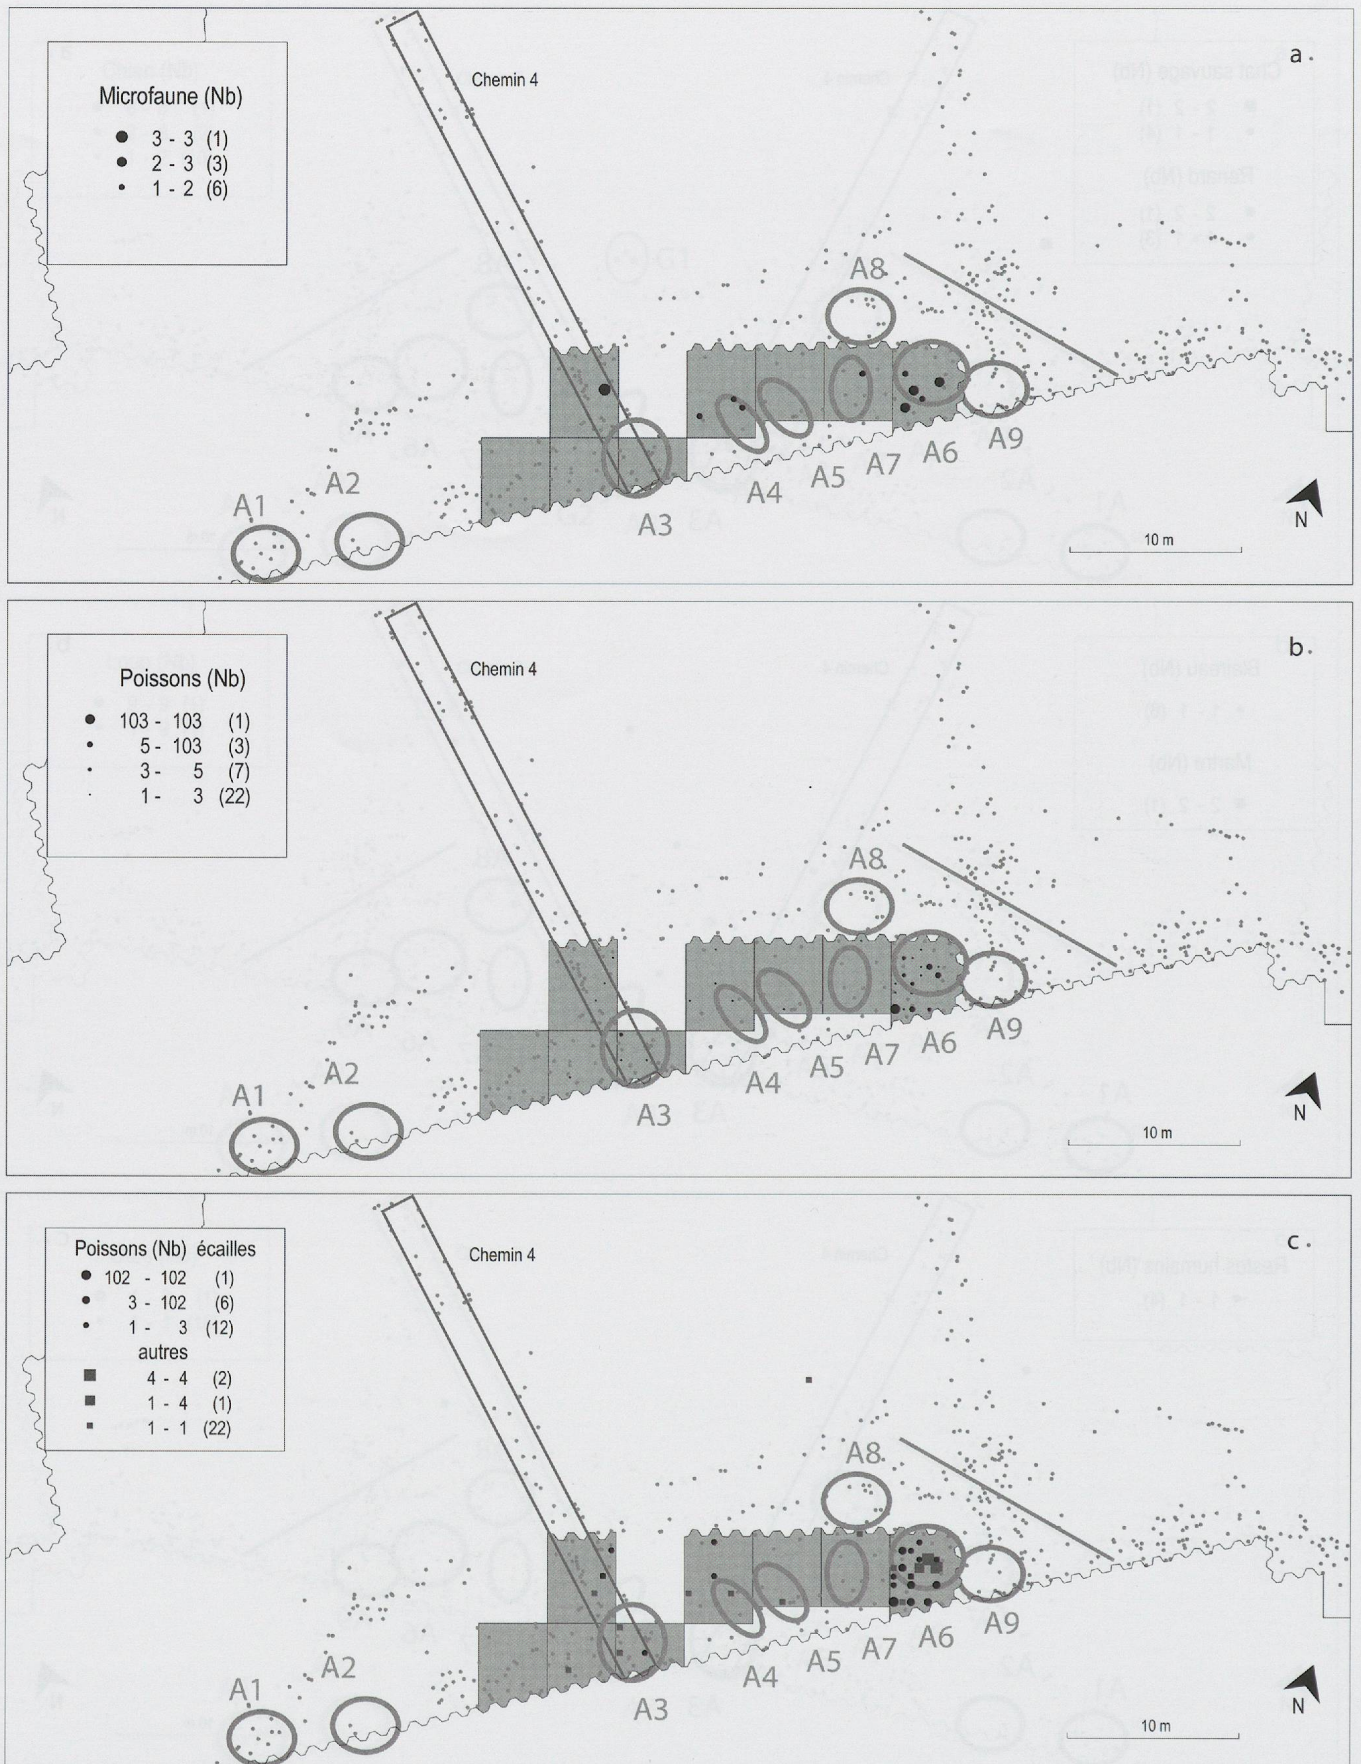 a.
Chemin 4
Microfaune (Nb)
3 - 3 (1)
2 - 3 (3)
1 - 2 (6)
A8
A1
A2
A3
A4
A5
A7
A6
A9
N
10 m
b.
Chemin 4
Poissons (Nb)
103 - 103 (1)
5 - 103 (3)
3 - 5 (7)
1 - 3 (22)
A8
A1
A2
A3
A4
A5
A7
A6
A9
N
10 m
c.
Chemin 4
Poissons (Nb) écailles
102 - 102 (1)
3 - 102 (6)
1 - 3 (12)
autres
4 - 4 (2)
1 - 4 (1)
1 - 1 (22)
A8
A1
A2
A3
A4
A5
A7
A6
A9
N
10 m